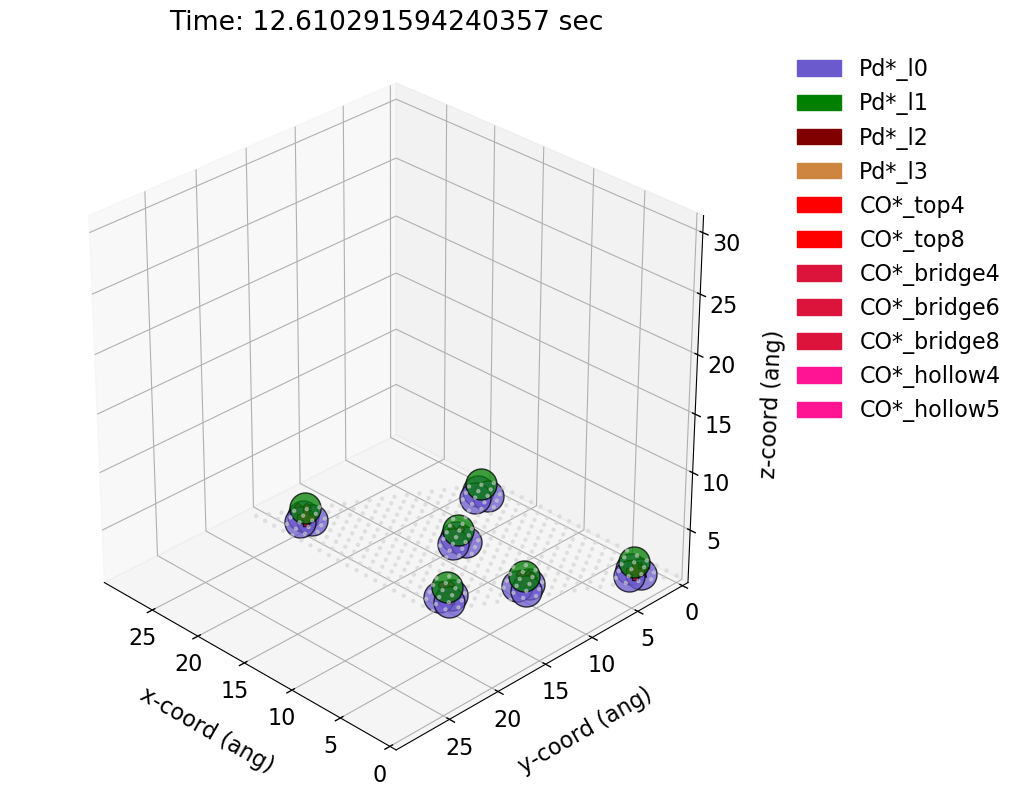 Time: 12.610291594240357 sec
Pd*_l0
Pd*_l1
Pd*_l2
Pd*_l3
CO*_top4
CO*_top8
CO*_bridge4
CO*_bridge6
CO*_bridge8
CO*_hollow4
CO*_hollow5
30
25
20
15
10
5
z-coord (ang)
25
20
15
10
5
0
x-coord (ang)
0
5
10
15
20
25
y-coord (ang)